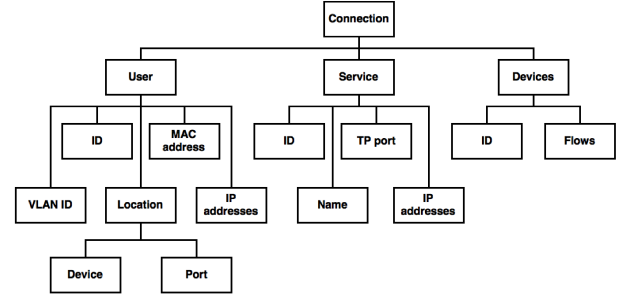 Connection
User
Service
Devices
ID
MAC
address
ID
TP port
ID
Flows
VLAN ID
Location
IP
addresses
Name
IP
addresses
Device
Port